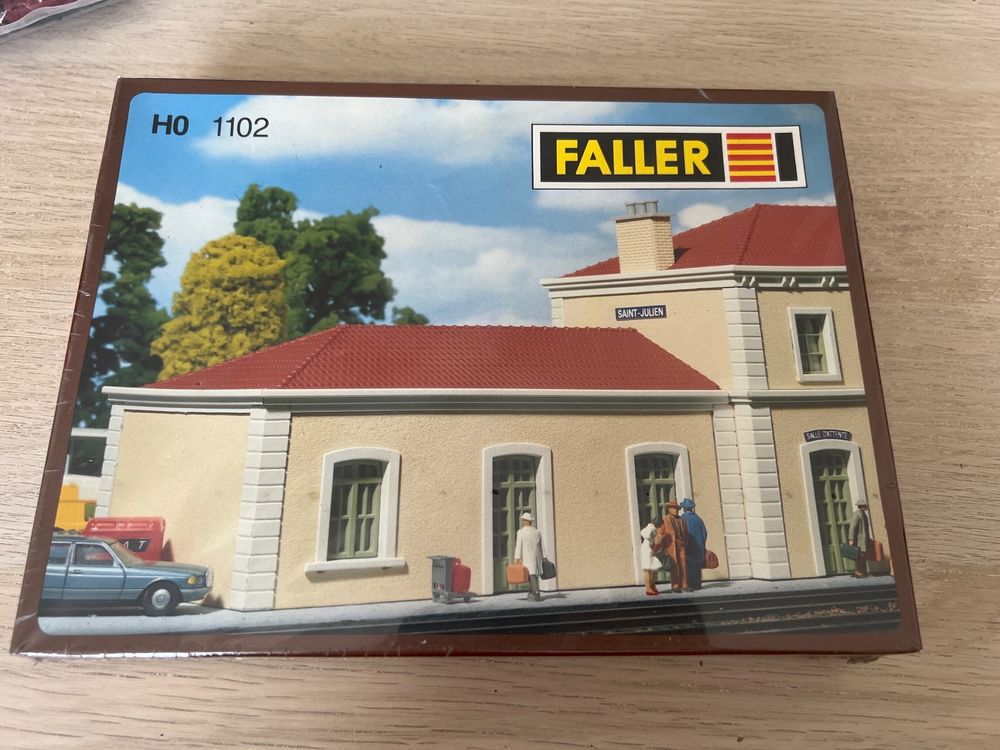 H0 1102
FALLER
SAINT-JULIEN
SALLE D'ATTENTE